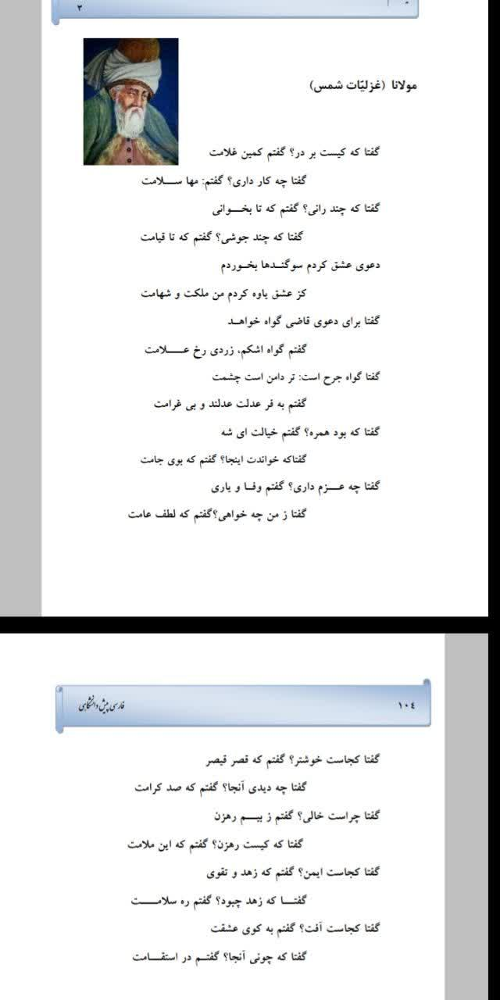 ۳
مولانا (غزلیّات شمس)
گفتا که کیست بر در؟ گفتم کمین غلامت
گفتا چه کار داری؟ گفتم: مها ســـلامت
گفتا که چند رانی؟ گفتم که تا بخـــوانی
گفتا که چند جوشی؟ گفتم که تا قیامت
دعوی عشق کردم سوگنـدها بخـوردم
کز عشق یاوه کردم من ملکت و شهامت
گفتا برای دعوی قاضی گواه خواهـد
گفتم گواه اشکم، زردی رخ عــــلامت
گفتا گواه جرح است: تر دامن است چشمت
گفتم به فر عدلت عدلند و بی غرامت
گفتا که بود همره؟ گفتم خیالت ای شه
گفتاکه خواندت اینجا؟ گفتم که بوی جامت
گفتا چه عـــزم داری؟ گفتم وفـا و یاری
گفتا ز من چه خواهی؟گفتم که لطف عامت
۱۰٤
فارسی پیش دانشگاهی
گفتا کجاست خوشتر؟ گفتم که قصر قیصر
گفتا چه دیدی آنجا؟ گفتم که صد کرامت
گفتا چراست خالی؟ گفتم ز بیـــم رهزن
گفتا که کیست رهزن؟ گفتم که این ملامت
گفتا کجاست ایمن؟ گفتم که زهد و تقوی
گفتـــا که زهد چبود؟ گفتم ره سلامــــت
گفتا کجاست آفت؟ گفتم به کوی عشقت
گفتا که چونی آنجا؟ گفتـم در استقـــامت